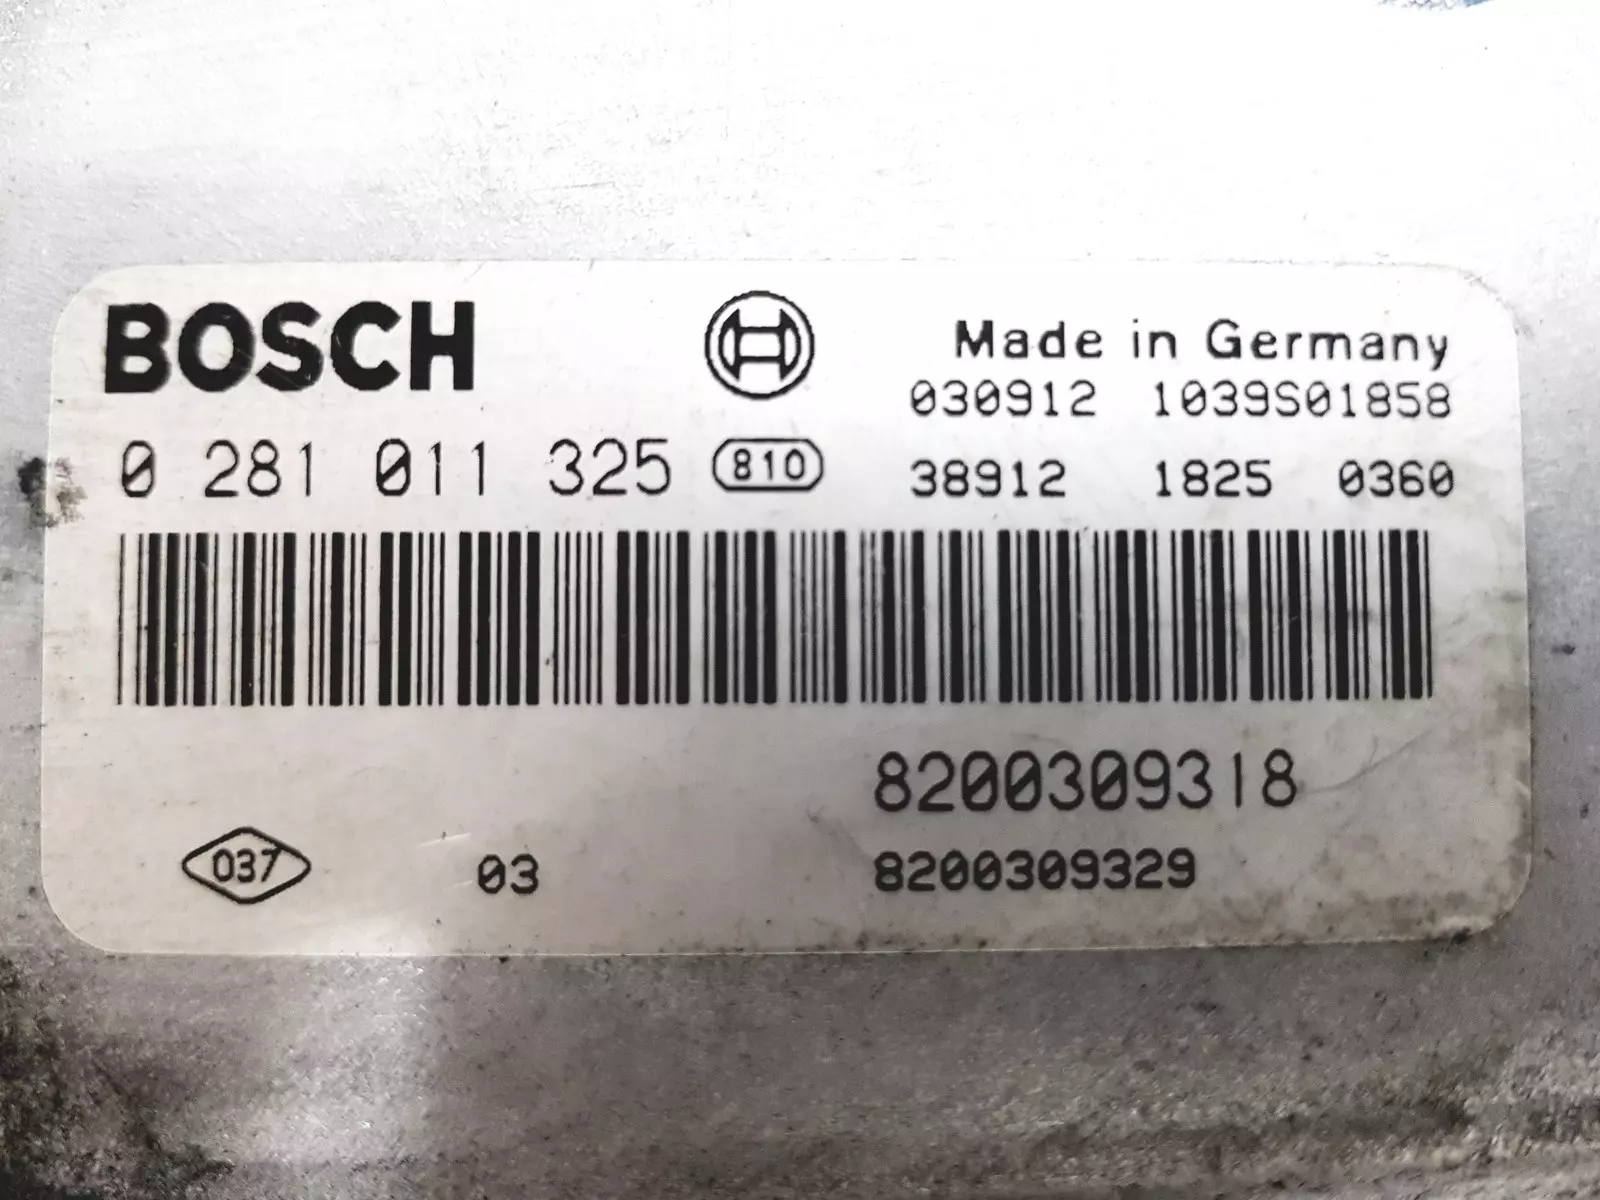 BOSCH
Made in Germany
030912 1039S01858
0 281 011 325 810
38912 1825 0360
8200309318
037 03 8200309329